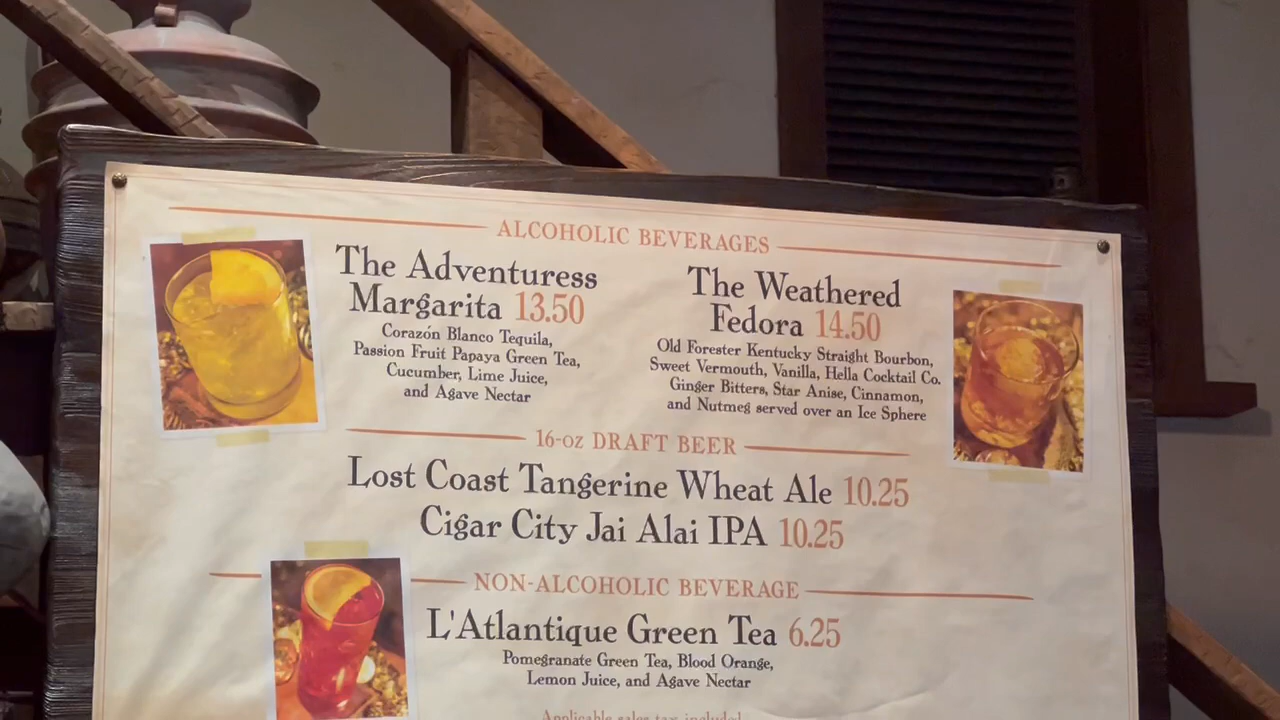 ALCOHOLIC BEVERAGES
The Adventuress
Margarita 13.50
Corazón Blanco Tequila,
Passion Fruit Papaya Green Tea,
Cucumber, Lime Juice,
and Agave Nectar
The Weathered
Fedora 14.50
Old Forester Kentucky Straight Bourbon,
Sweet Vermouth, Vanilla, Hella Cocktail Co.
Ginger Bitters, Star Anise, Cinnamon,
and Nutmeg served over an Ice Sphere
16-oz DRAFT BEER
Lost Coast Tangerine Wheat Ale 10.25
Cigar City Jai Alai IPA 10.25
NON-ALCOHOLIC BEVERAGE
L'Atlantique Green Tea 6.25
Pomegranate Green Tea, Blood Orange,
Lemon Juice, and Agave Nectar
Applicable sales tax included